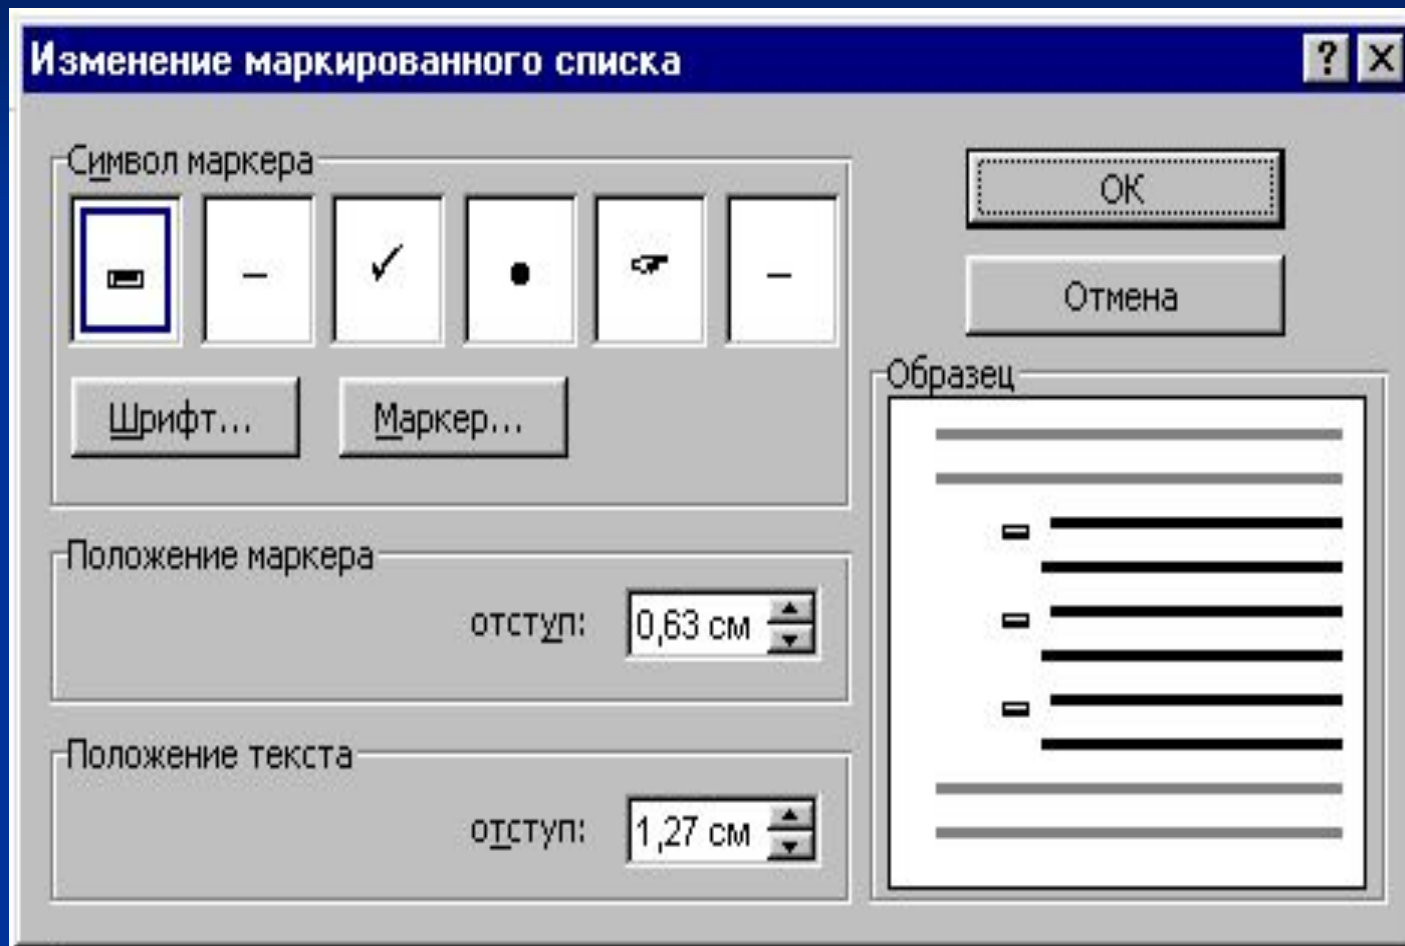 Изменение маркированного списка
Символ маркера
ОК
Отмена
Шрифт...
Маркер...
Образец
Положение маркера
отступ: 0,63 см
Положение текста
отступ: 1,27 см